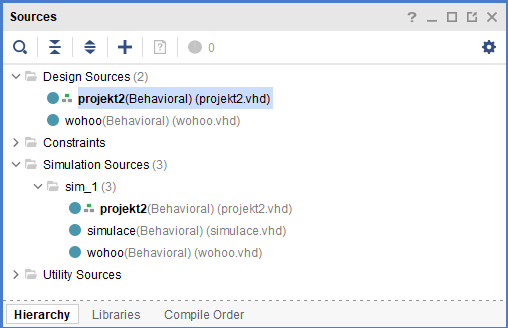 Sources
0
Design Sources (2)
projekt2(Behavioral) (projekt2.vhd)
wohoo(Behavioral) (wohoo.vhd)
Constraints
Simulation Sources (3)
sim_1 (3)
projekt2(Behavioral) (projekt2.vhd)
simulace(Behavioral) (simulace.vhd)
wohoo(Behavioral) (wohoo.vhd)
Utility Sources
Hierarchy Libraries Compile Order